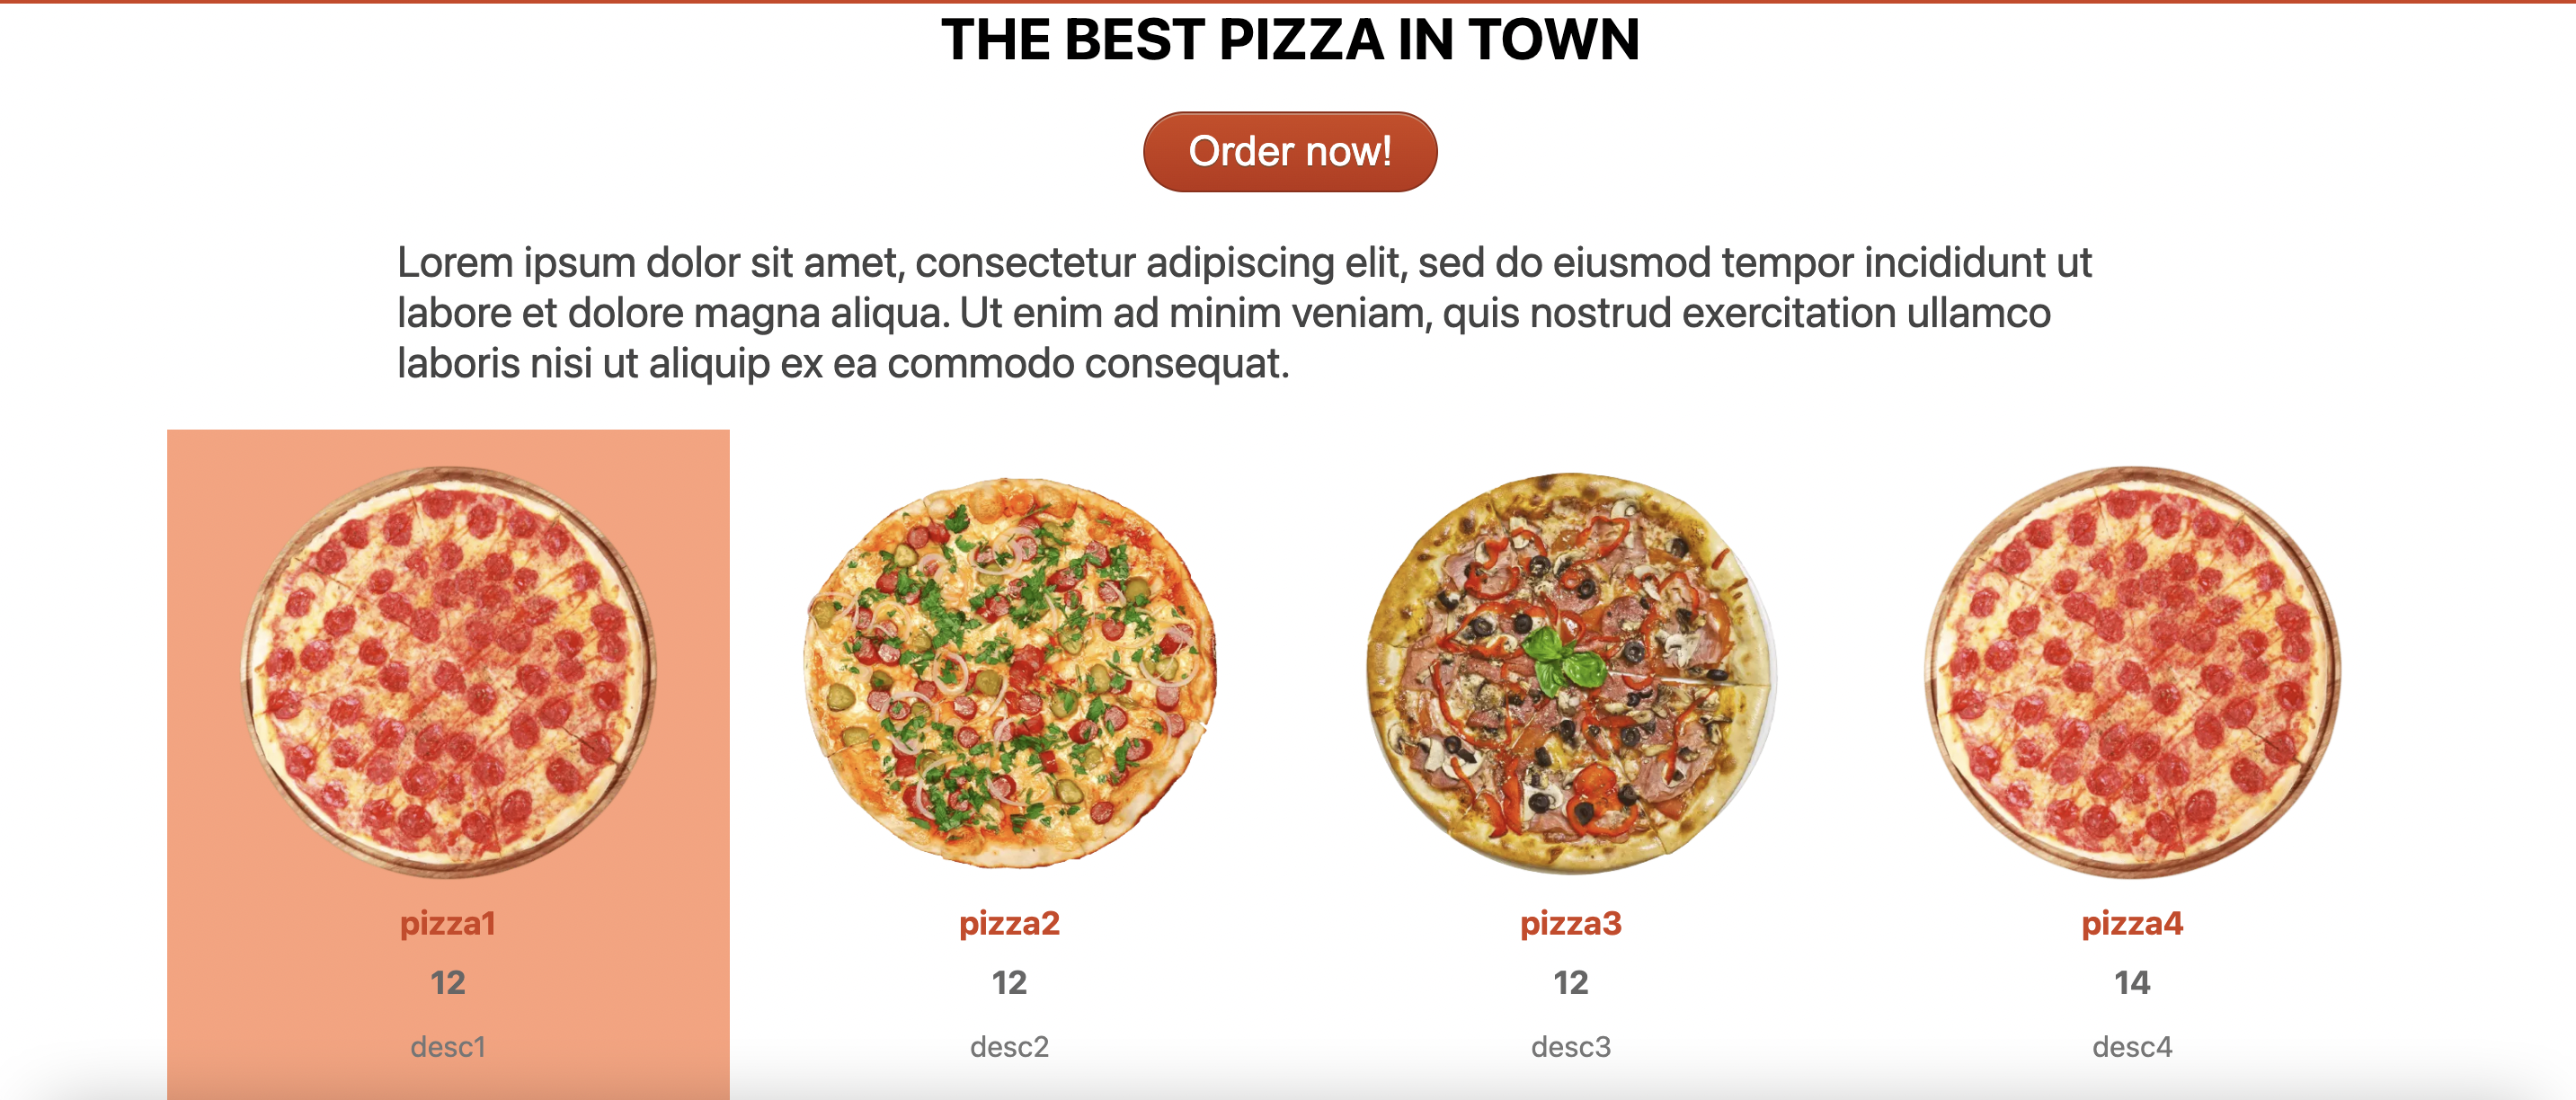 THE BEST PIZZA IN TOWN
Order now!
Lorem ipsum dolor sit amet, consectetur adipiscing elit, sed do eiusmod tempor incididunt ut
labore et dolore magna aliqua. Ut enim ad minim veniam, quis nostrud exercitation ullamco
laboris nisi ut aliquip ex ea commodo consequat.
pizza1
12
desc1
pizza2
12
desc2
pizza3
12
desc3
pizza4
14
desc4